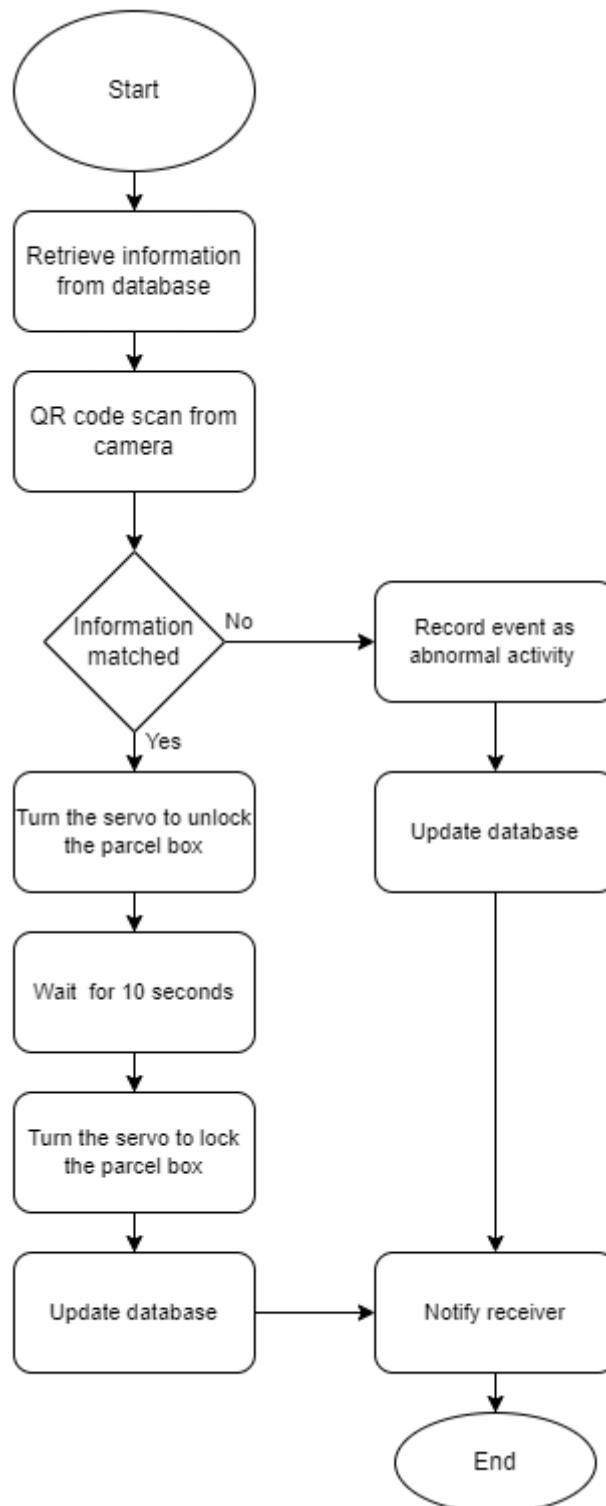 Start
Retrieve information
from database
QR code scan from
camera
Information
matched
No
Record event as
abnormal activity
Yes
Turn the servo to unlock
the parcel box
Update database
Wait for 10 seconds
Turn the servo to lock
the parcel box
Update database
Notify receiver
End